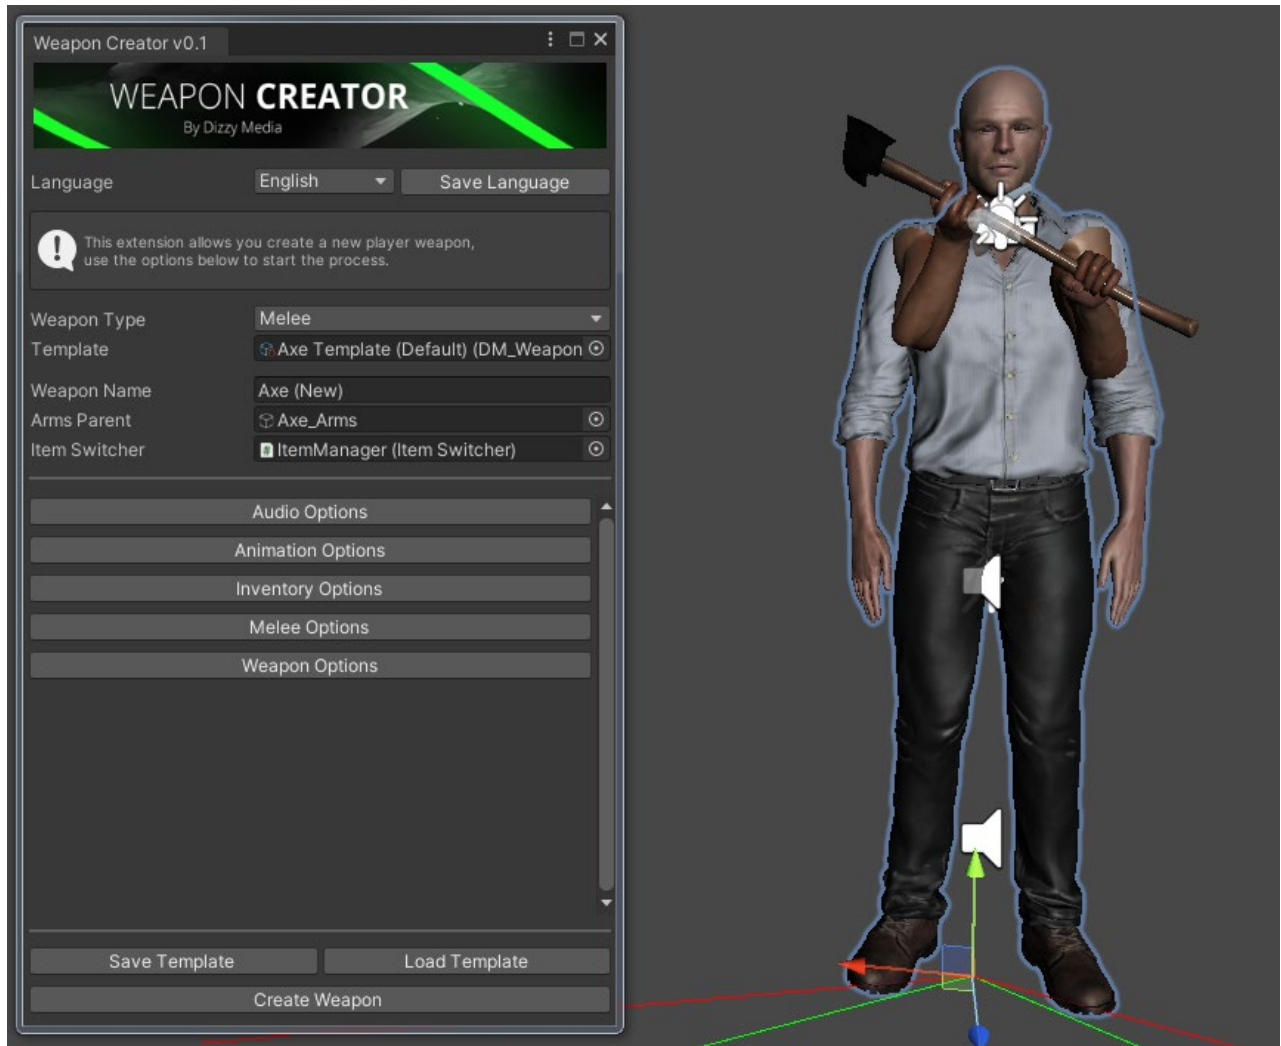 Weapon Creator v0.1
WEAPON CREATOR
By Dizzy Media
Language
English
Save Language
This extension allows you create a new player weapon,
use the options below to start the process.
Weapon Type
Melee
Template
Axe Template (Default) (DM_Weapon
Weapon Name
Axe (New)
Arms Parent
Axe_Arms
Item Switcher
ItemManager (Item Switcher)
Audio Options
Animation Options
Inventory Options
Melee Options
Weapon Options
Save Template
Load Template
Create Weapon